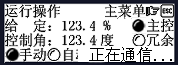 运行操作 主菜单 ESC
给 定: 123.4 % 主控
控制角: 123.4 度 冗余
手动 自 正在通信...